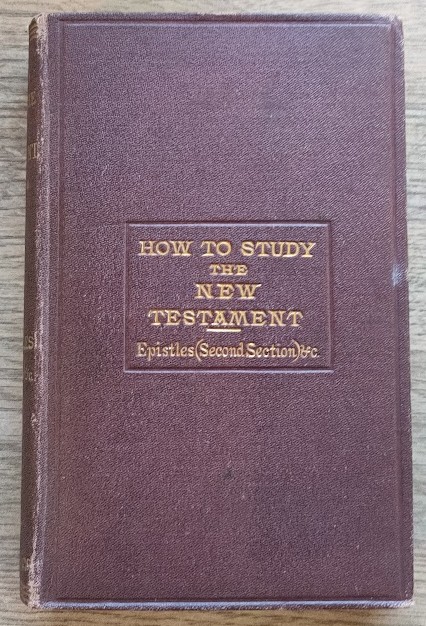 HOW TO STUDY
THE
NEW
TESTAMENT
Epistles (Second Section) &c.